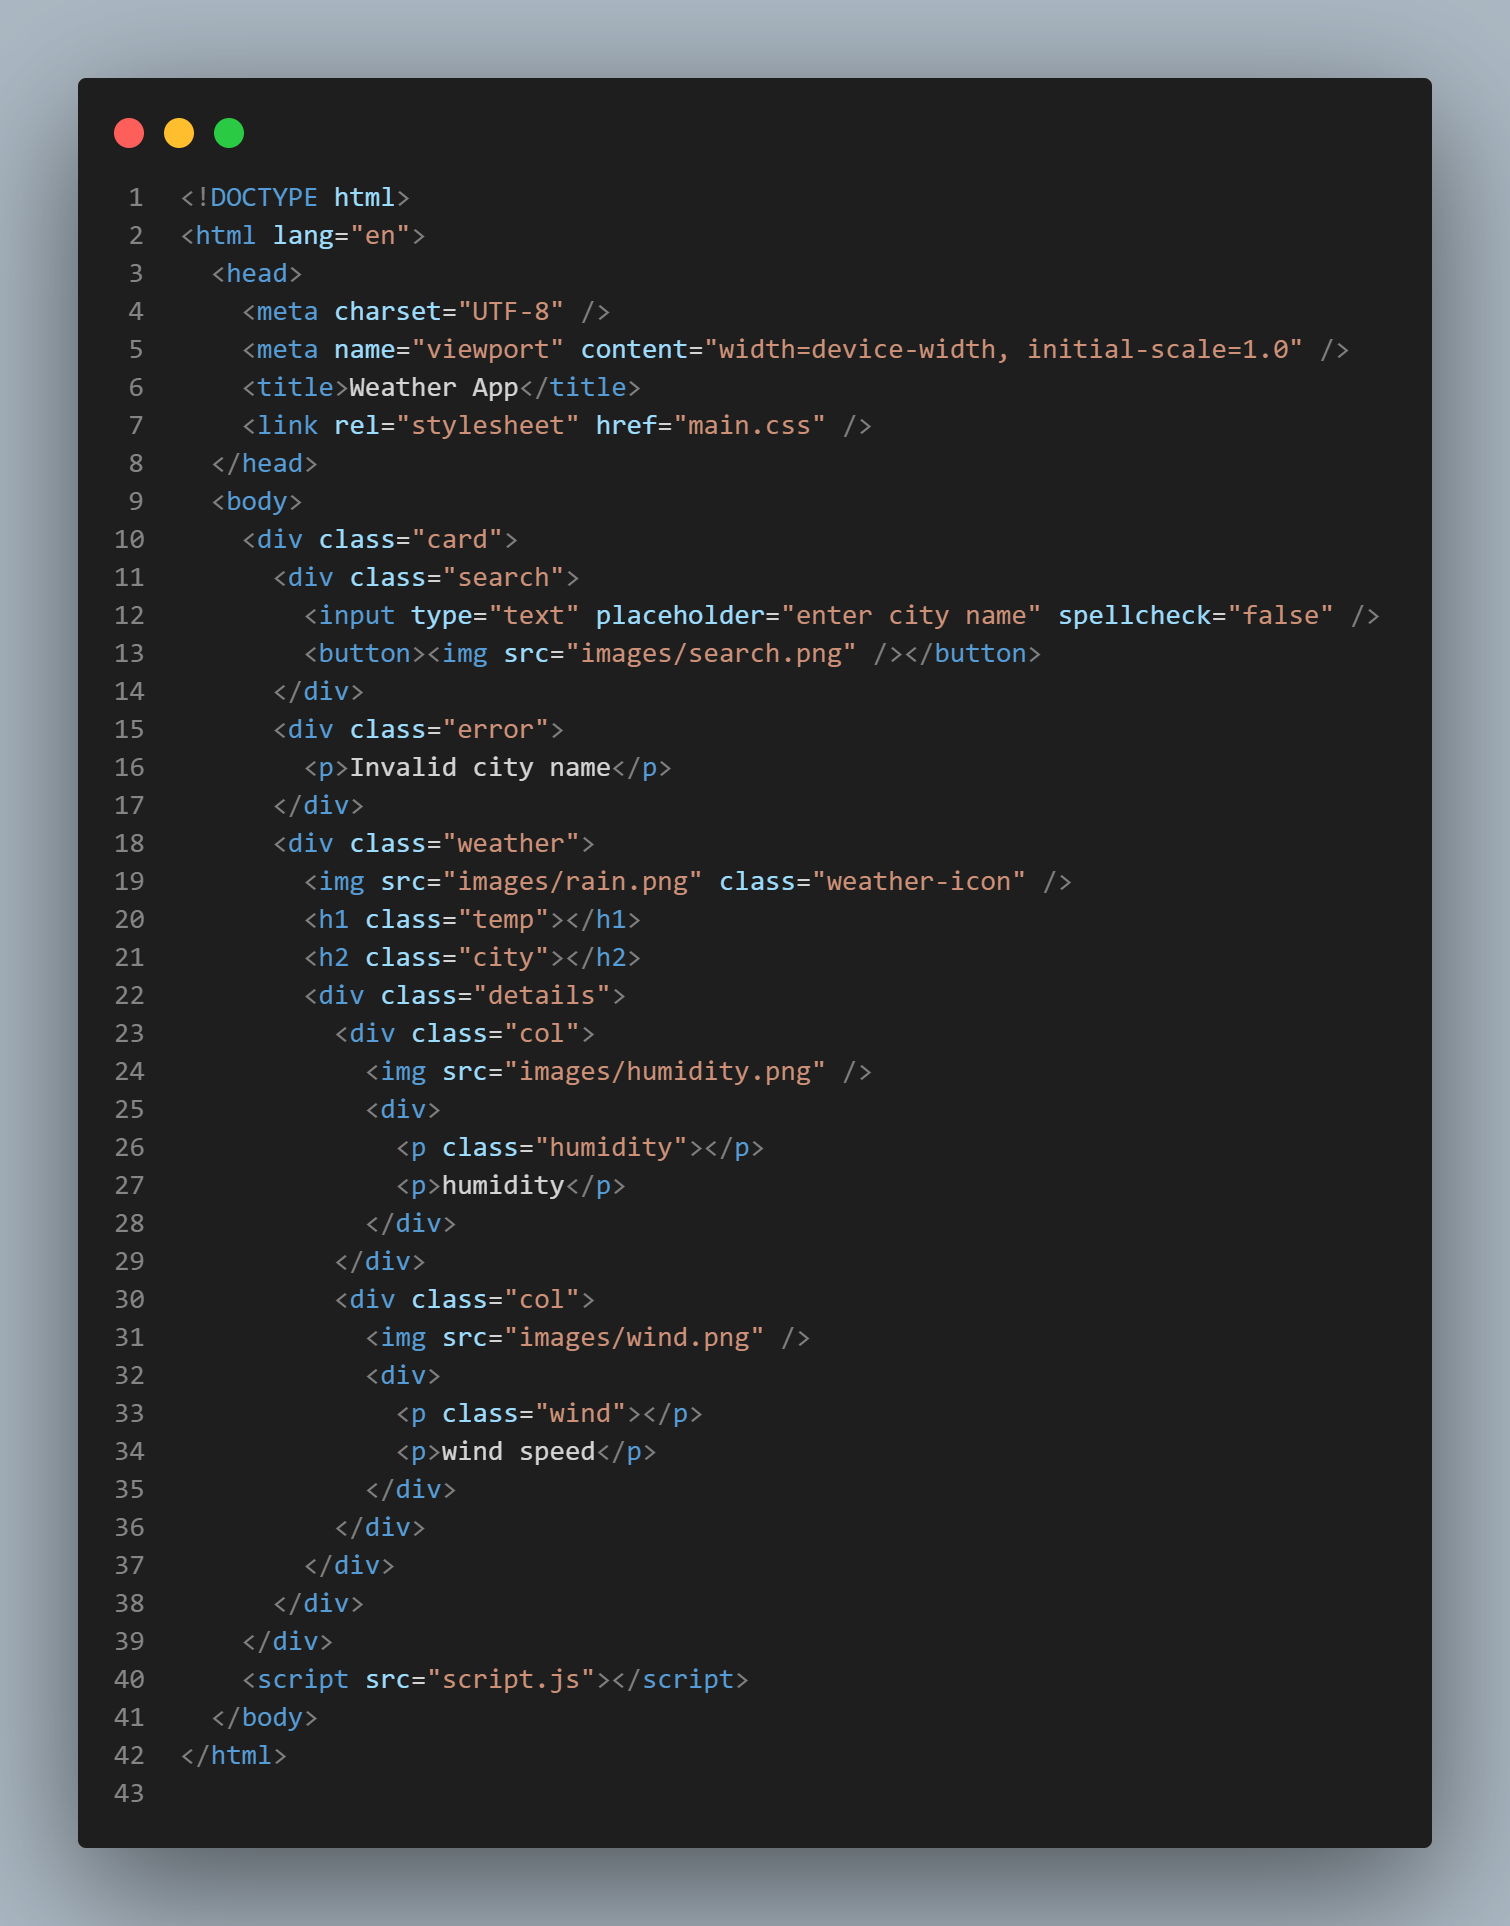 1 <!DOCTYPE html>
2 <html lang="en">
3   <head>
4     <meta charset="UTF-8" />
5     <meta name="viewport" content="width=device-width, initial-scale=1.0" />
6     <title>Weather App</title>
7     <link rel="stylesheet" href="main.css" />
8   </head>
9   <body>
10     <div class="card">
11       <div class="search">
12         <input type="text" placeholder="enter city name" spellcheck="false" />
13         <button><img src="images/search.png" /></button>
14       </div>
15       <div class="error">
16         <p>Invalid city name</p>
17       </div>
18       <div class="weather">
19         <img src="images/rain.png" class="weather-icon" />
20         <h1 class="temp"></h1>
21         <h2 class="city"></h2>
22         <div class="details">
23           <div class="col">
24             <img src="images/humidity.png" />
25             <div>
26               <p class="humidity"></p>
27               <p>humidity</p>
28             </div>
29           </div>
30           <div class="col">
31             <img src="images/wind.png" />
32             <div>
33               <p class="wind"></p>
34               <p>wind speed</p>
35             </div>
36           </div>
37         </div>
38       </div>
39     </div>
40     <script src="script.js"></script>
41   </body>
42 </html>
43